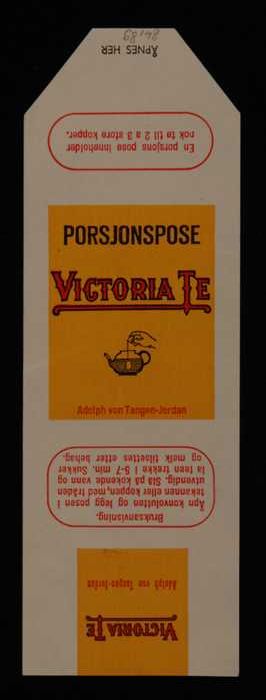 84148
ÅPNES HER
En porsjons pose inneholder
nok te til 2 a 3 store kopper.
PORSJONSPOSE
VICTORIA TE
Adolph von Tangen-Jordan
Bruksanvisning.
Åpn konvolutten og legg posen i
tekannen eller koppen, med tråden
utvendig. Slå på kokende vann og
la teen trekke i 5-7 min. Sukker
og melk tilsettes etter behag.
VICTORIA TE
Adolph von Tangen-Jordan